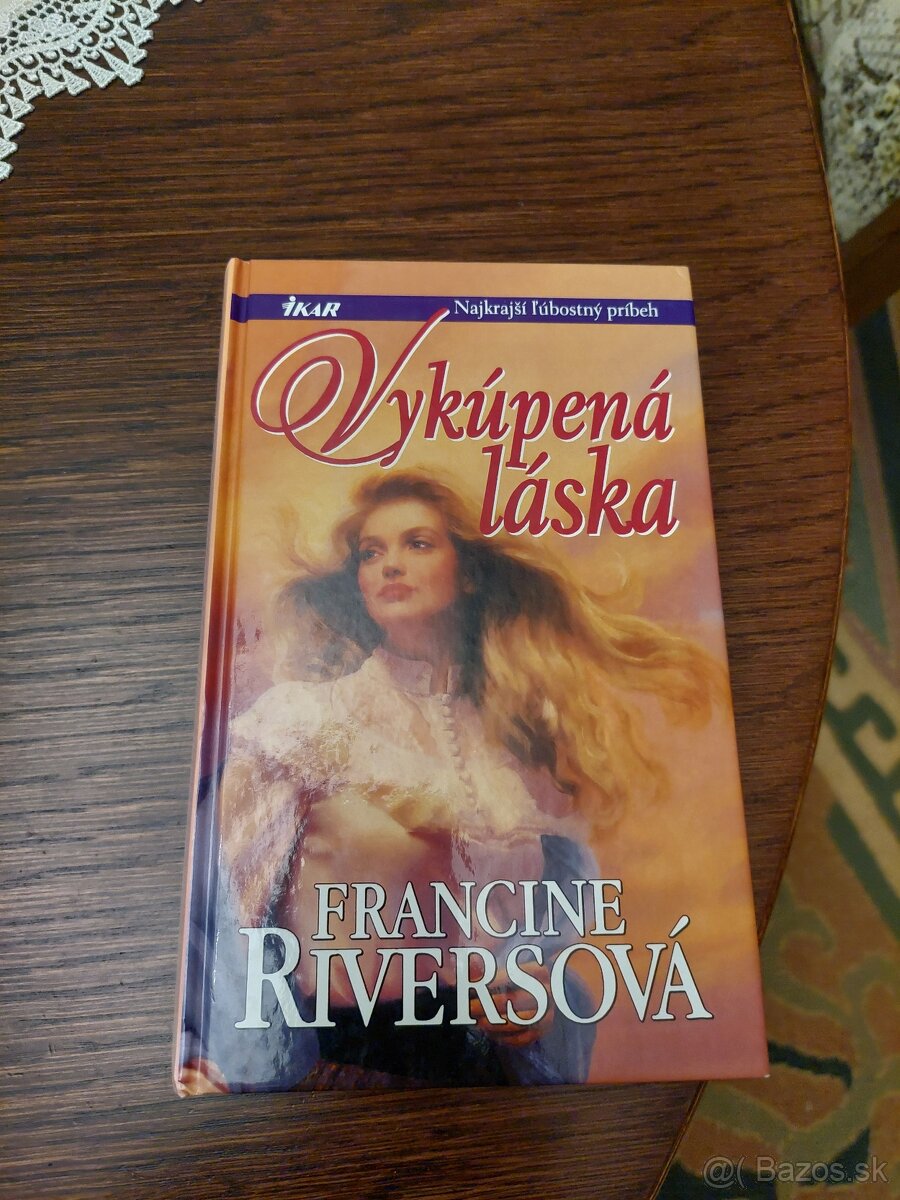 iKAR
Najkrajší ľúbostný príbeh
Vykúpená
láska
FRANCINE
RIVERSOVÁ
@( Bazos.sk